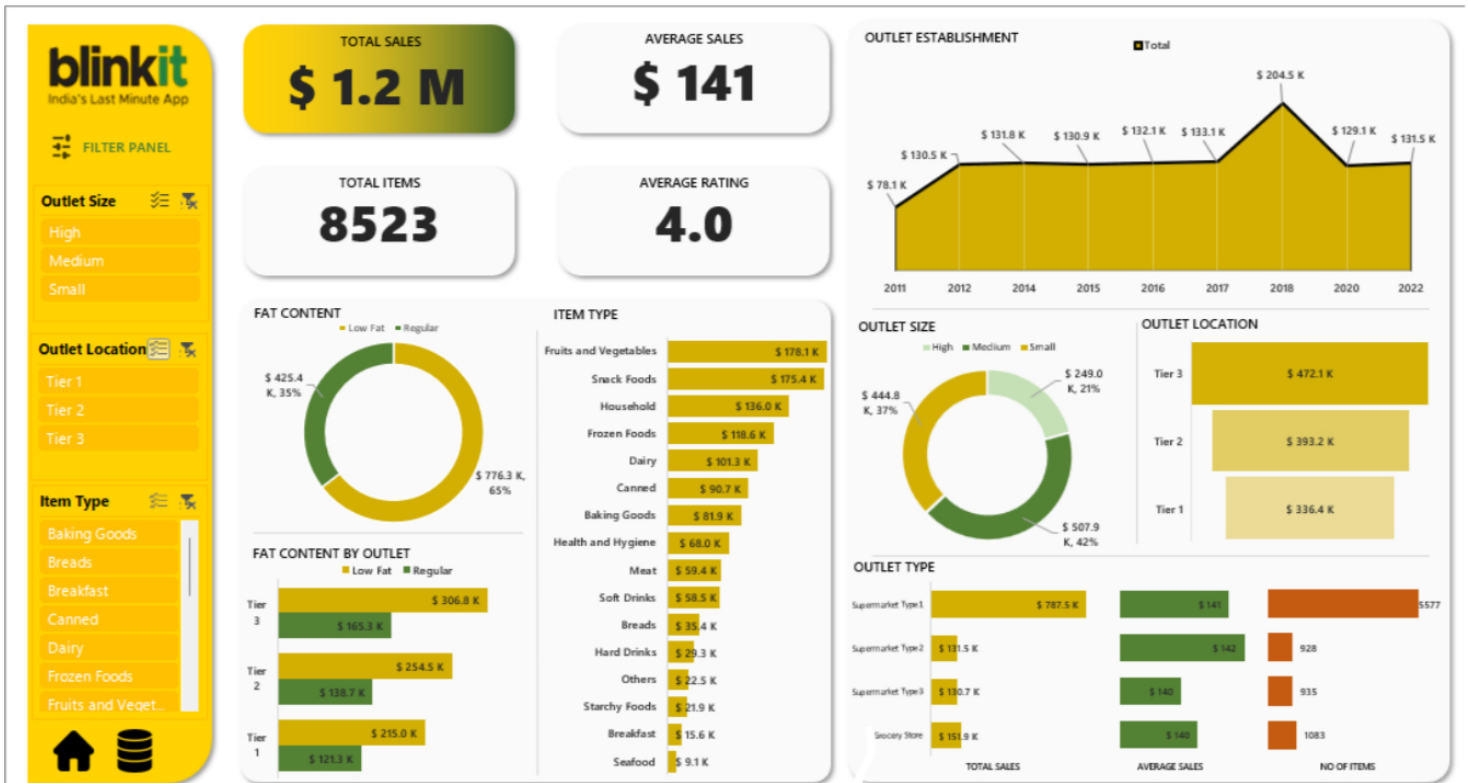 blinkit
India's Last Minute App
FILTER PANEL
Outlet Size
High
Medium
Small
Outlet Location
Tier 1
Tier 2
Tier 3
Item Type
Baking Goods
Breads
Breakfast
Canned
Dairy
Frozen Foods
Fruits and Veget...
TOTAL SALES
$ 1.2 M
AVERAGE SALES
$ 141
TOTAL ITEMS
8523
AVERAGE RATING
4.0
FAT CONTENT
Low Fat Regular
$ 425.4
K, 35%
$ 776.3 K,
65%
FAT CONTENT BY OUTLET
Low Fat Regular
Tier
3
$ 306.8 K
$ 165.3 K
Tier
2
$ 254.5 K
$ 138.7 K
Tier
1
$ 215.0 K
$ 121.3 K
ITEM TYPE
Fruits and Vegetables $ 178.1 K
Snack Foods $ 175.4 K
Household $ 136.0 K
Frozen Foods $ 118.6 K
Dairy $ 101.3 K
Canned $ 90.7 K
Baking Goods $ 81.9 K
Health and Hygiene $ 68.0 K
Meat $ 59.4 K
Soft Drinks $ 58.5 K
Breads $ 35.4 K
Hard Drinks $ 29.3 K
Others $ 22.5 K
Starchy Foods $ 21.9 K
Breakfast $ 15.6 K
Seafood $ 9.1 K
OUTLET ESTABLISHMENT
Total
$ 78.1 K
$ 130.5 K
$ 131.8 K
$ 130.9 K
$ 132.1 K
$ 133.1 K
$ 204.5 K
$ 129.1 K
$ 131.5 K
2011 2012 2014 2015 2016 2017 2018 2020 2022
OUTLET SIZE
High Medium Small
$ 249.0
K, 21%
$ 444.8
K, 37%
$ 507.9
K, 42%
OUTLET LOCATION
Tier 3 $ 472.1 K
Tier 2 $ 393.2 K
Tier 1 $ 336.4 K
OUTLET TYPE
Supermarket Type1 $ 787.5 K $ 141 5577
Supermarket Type2 $ 131.5 K $ 142 928
Supermarket Type3 $ 130.7 K $ 140 935
Grocery Store $ 151.9 K $ 140 1083
TOTAL SALES AVERAGE SALES NO OF ITEMS